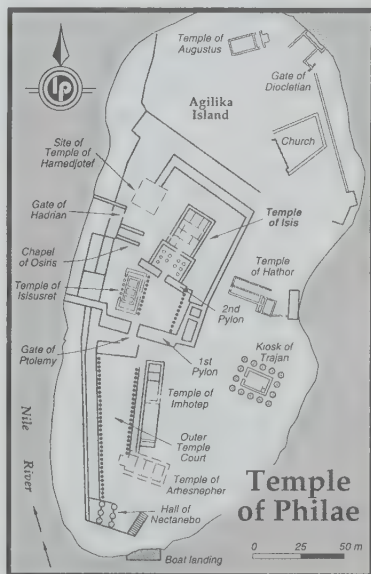 Temple of
Augustus
Gate of
Diocletian
Agilika
Island
lp
Church
Site of
Temple of
Hamedjotef
Gate of
Hadrian
Temple
of Isis
Chapel
of Osiris
Temple
of Hathor
Temple of
Isisusret
2nd
Pylon
Gate of
Ptolemy
1st
Pylon
Kiosk of
Trajan
Temple of
Imhotep
Nile
River
Outer
Temple
Court
Temple of
Arhesnepher
Temple
of Philae
Hall of
Nectanebo
Boat landing
0 25 50 m